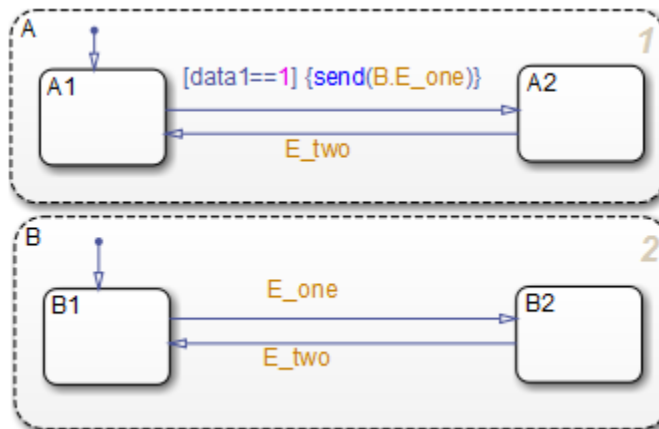 A
1
[data1==1] {send(B.E_one)}
A1
A2
E_two
B
2
E_one
B1
B2
E_two